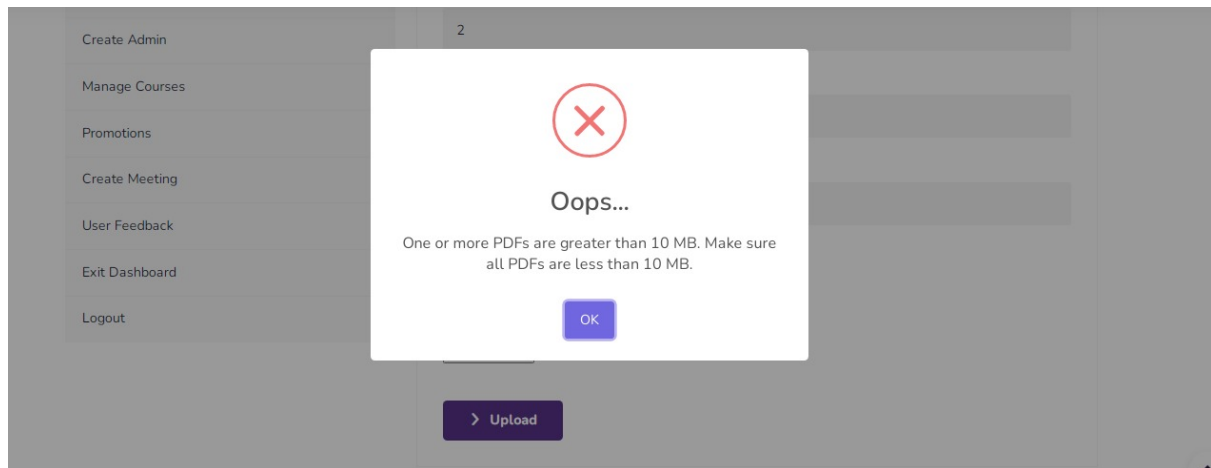 Create Admin
Manage Courses
Promotions
Create Meeting
User Feedback
Exit Dashboard
Logout
2
Oops...
One or more PDFs are greater than 10 MB. Make sure
all PDFs are less than 10 MB.
OK
Upload